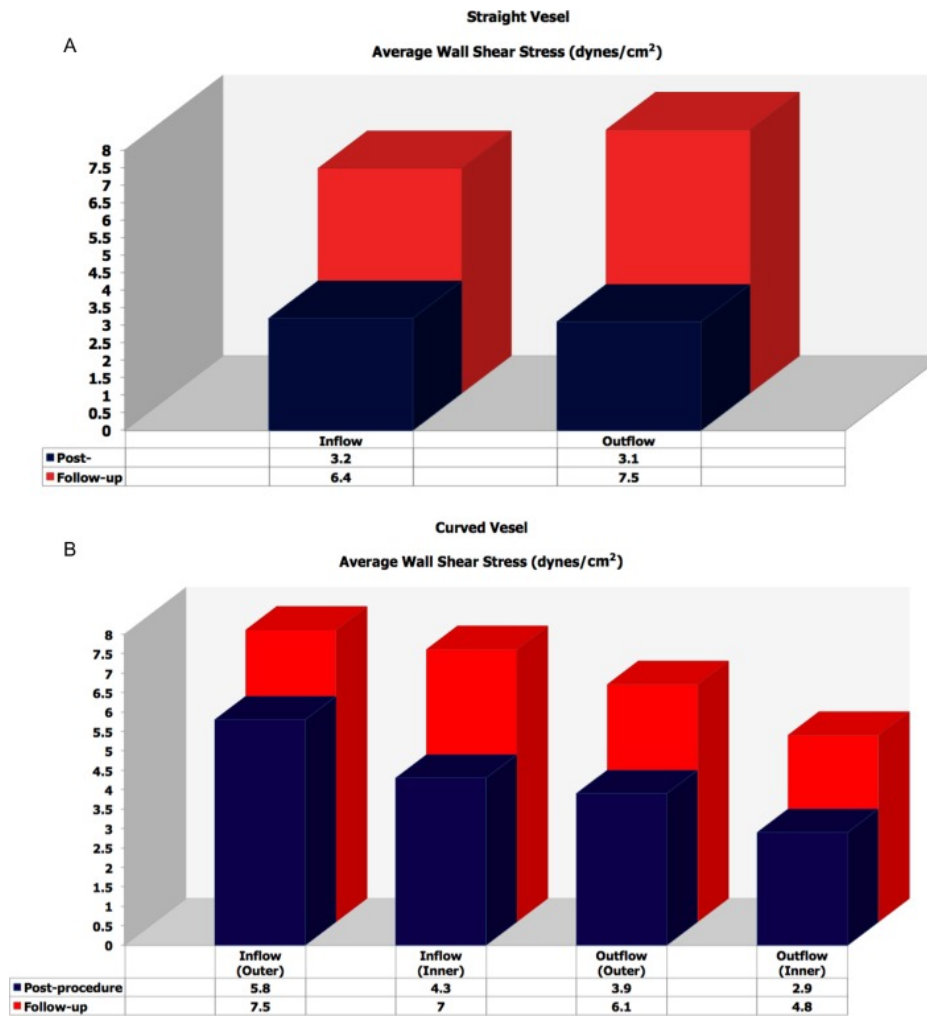 Straight Vesel
A
Average Wall Shear Stress (dynes/cm²)
8
7.5
7
6.5
6
5.5
5
4.5
4
3.5
3
2.5
2
1.5
1
0.5
0
Inflow Outflow
Post- 3.2 3.1
Follow-up 6.4 7.5
Curved Vesel
B
Average Wall Shear Stress (dynes/cm²)
8
7.5
7
6.5
6
5.5
5
4.5
4
3.5
3
2.5
2
1.5
1
0.5
0
Inflow Inflow Outflow Outflow
(Outer) (Inner) (Outer) (Inner)
Post-procedure 5.8 4.3 3.9 2.9
Follow-up 7.5 7 6.1 4.8